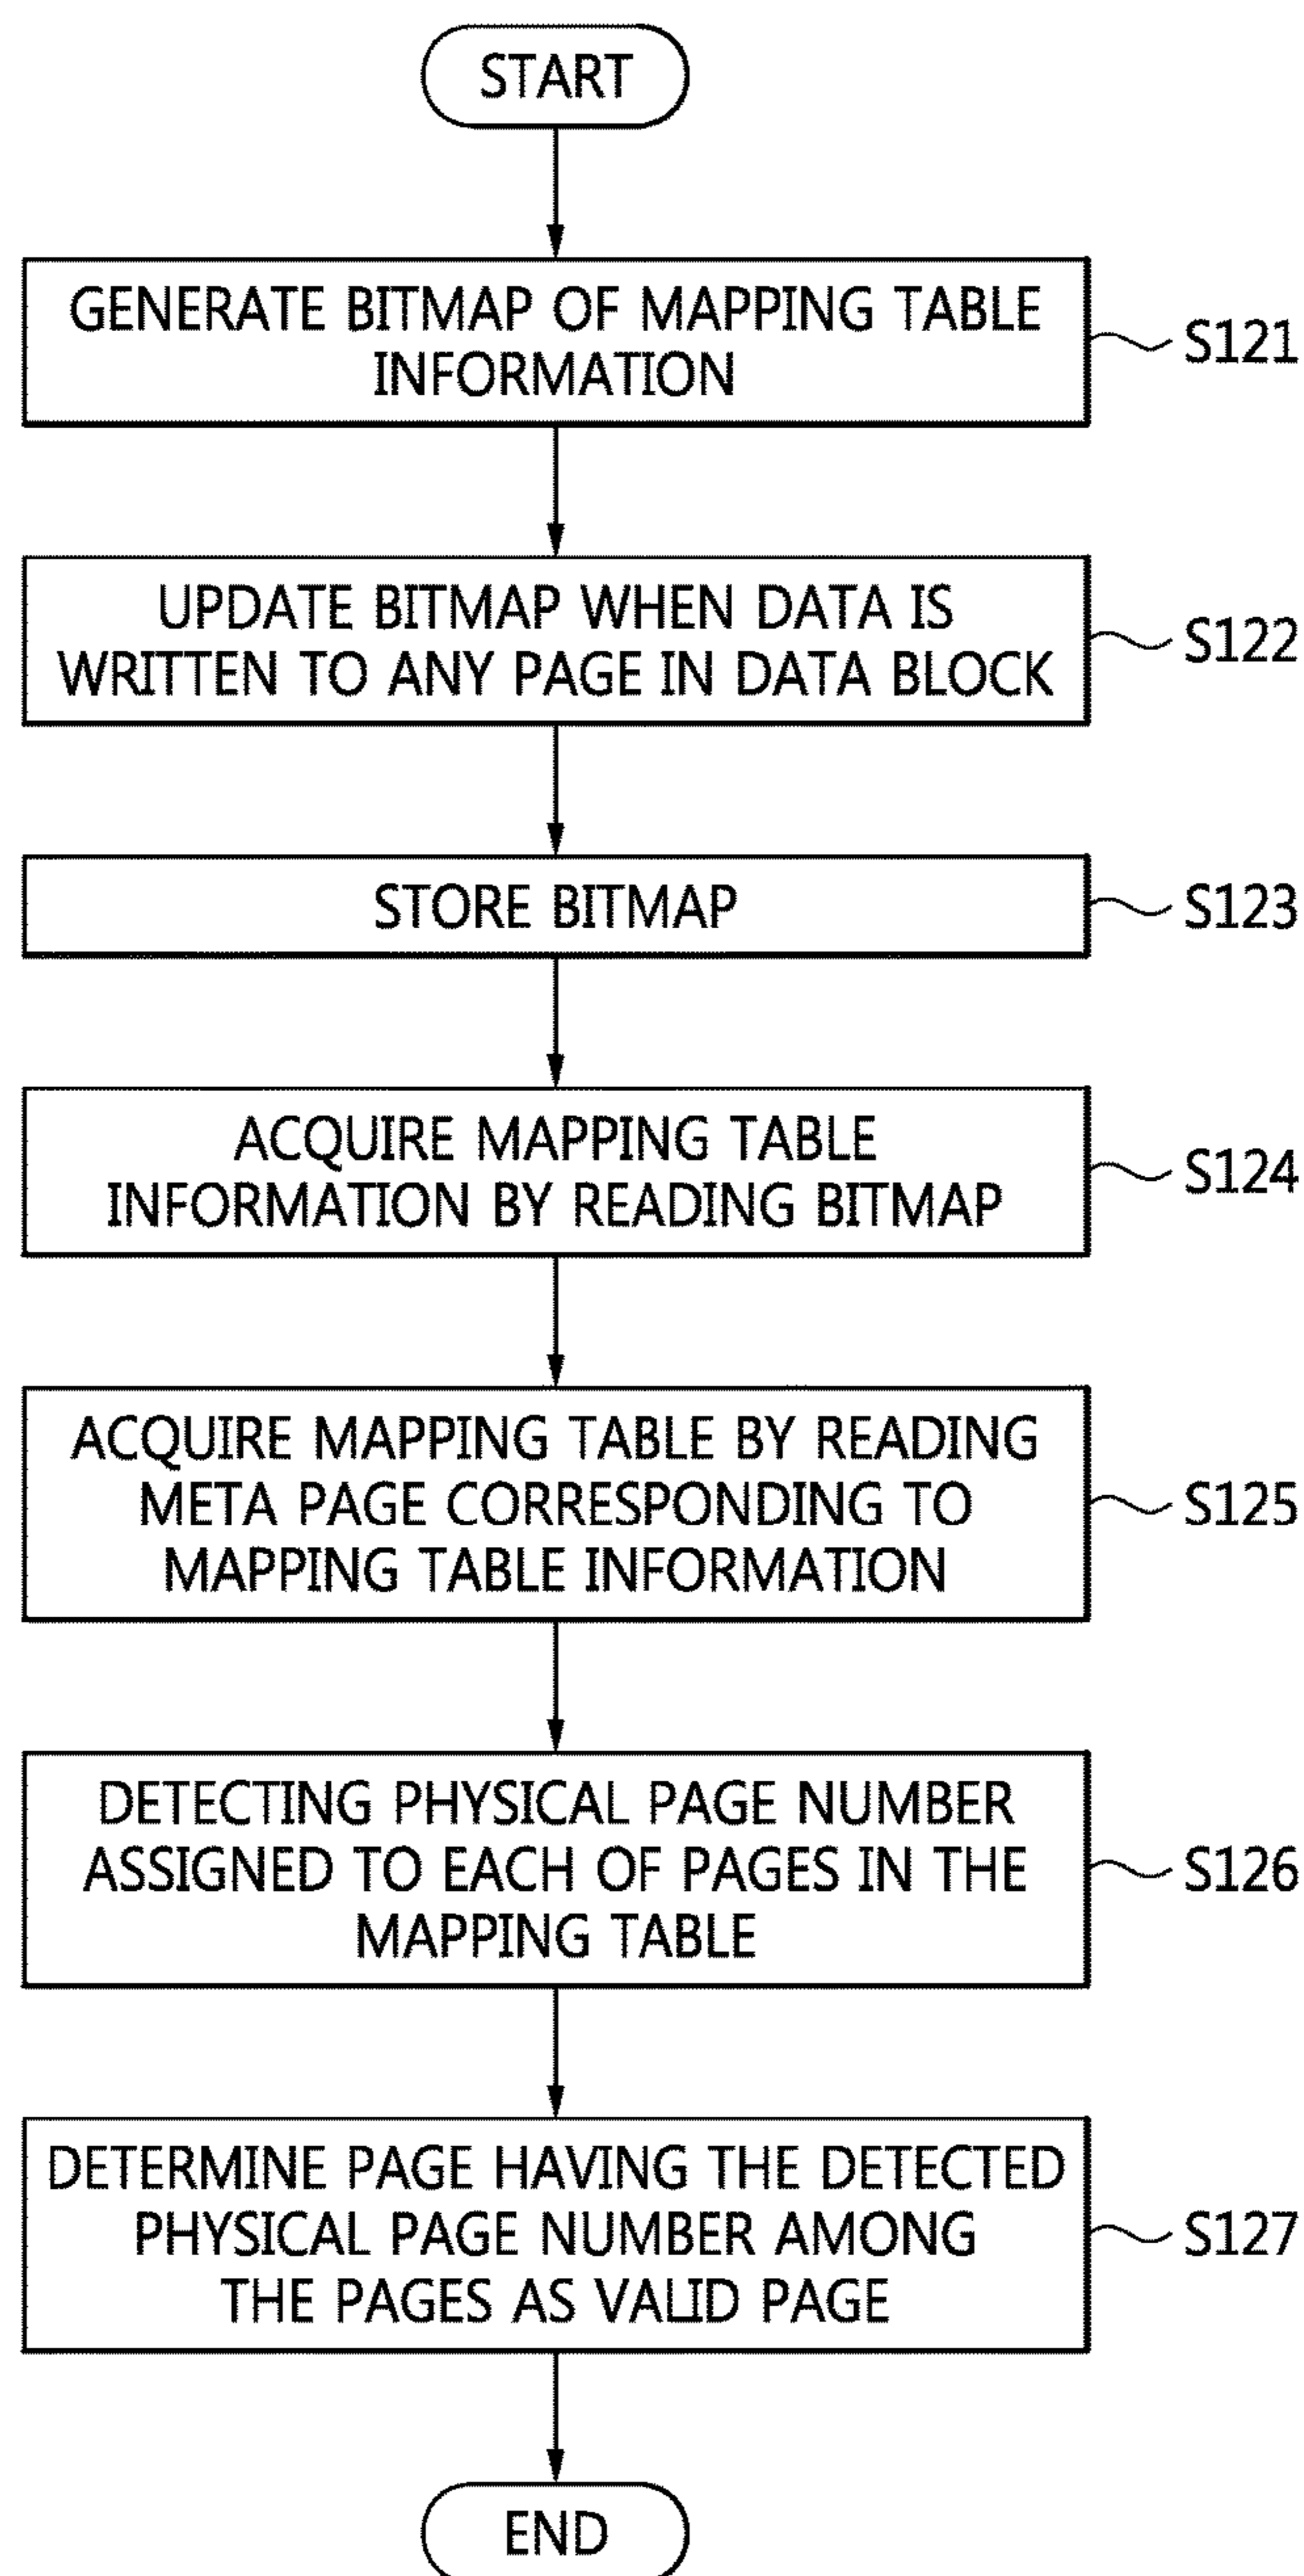 START
GENERATE BITMAP OF MAPPING TABLE
INFORMATION
S121
UPDATE BITMAP WHEN DATA IS
WRITTEN TO ANY PAGE IN DATA BLOCK
S122
STORE BITMAP
S123
ACQUIRE MAPPING TABLE
INFORMATION BY READING BITMAP
S124
ACQUIRE MAPPING TABLE BY READING
META PAGE CORRESPONDING TO
MAPPING TABLE INFORMATION
S125
DETECTING PHYSICAL PAGE NUMBER
ASSIGNED TO EACH OF PAGES IN THE
MAPPING TABLE
S126
DETERMINE PAGE HAVING THE DETECTED
PHYSICAL PAGE NUMBER AMONG
THE PAGES AS VALID PAGE
S127
END